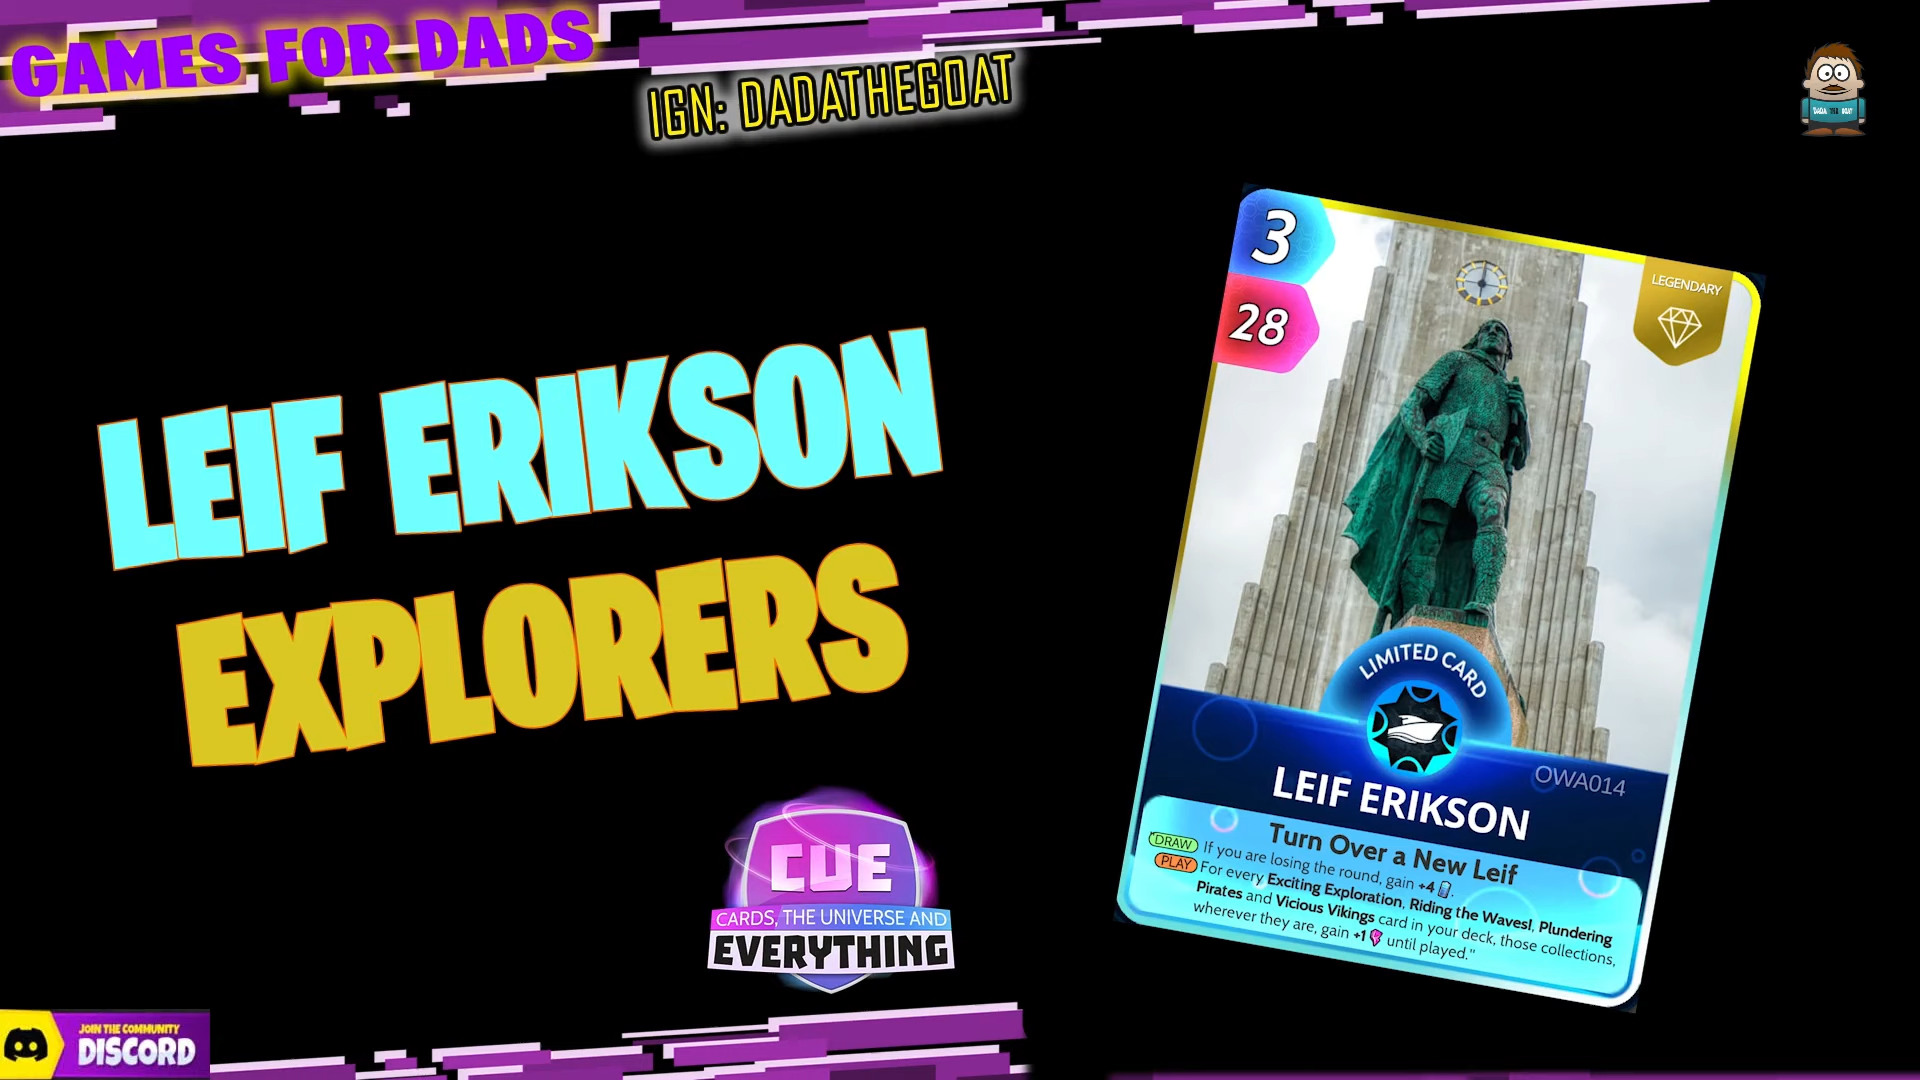 GAMES FOR DADS
IGN: DADATHEGOAT
DADA THE GOAT
LEIF ERIKSON
EXPLORERS
3
28
LEGENDARY
LIMITED CARD
OWA014
LEIF ERIKSON
Turn Over a New Leif
DRAW If you are losing the round, gain +4.
PLAY For every Exciting Exploration, Riding the Waves!, Plundering
Pirates and Vicious Vikings card in your deck, those collections,
wherever they are, gain +1 until played."
CUE
CARDS, THE UNIVERSE AND
EVERYTHING
JOIN THE COMMUNITY
DISCORD